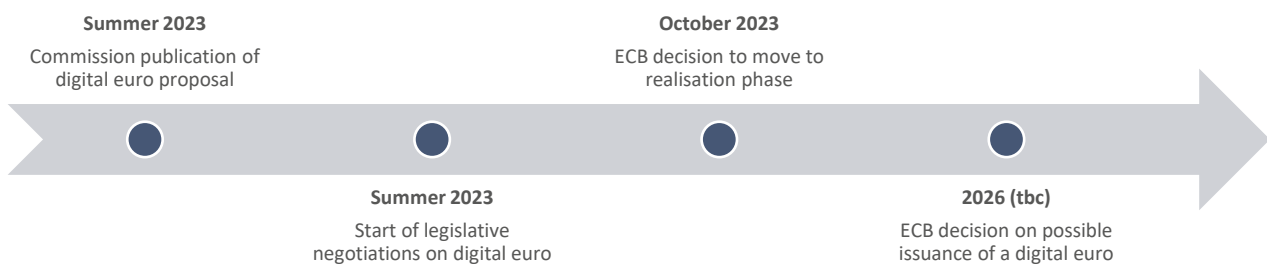 Summer 2023
Commission publication of
digital euro proposal
Summer 2023
Start of legislative
negotiations on digital euro
October 2023
ECB decision to move to
realisation phase
2026 (tbc)
ECB decision on possible
issuance of a digital euro